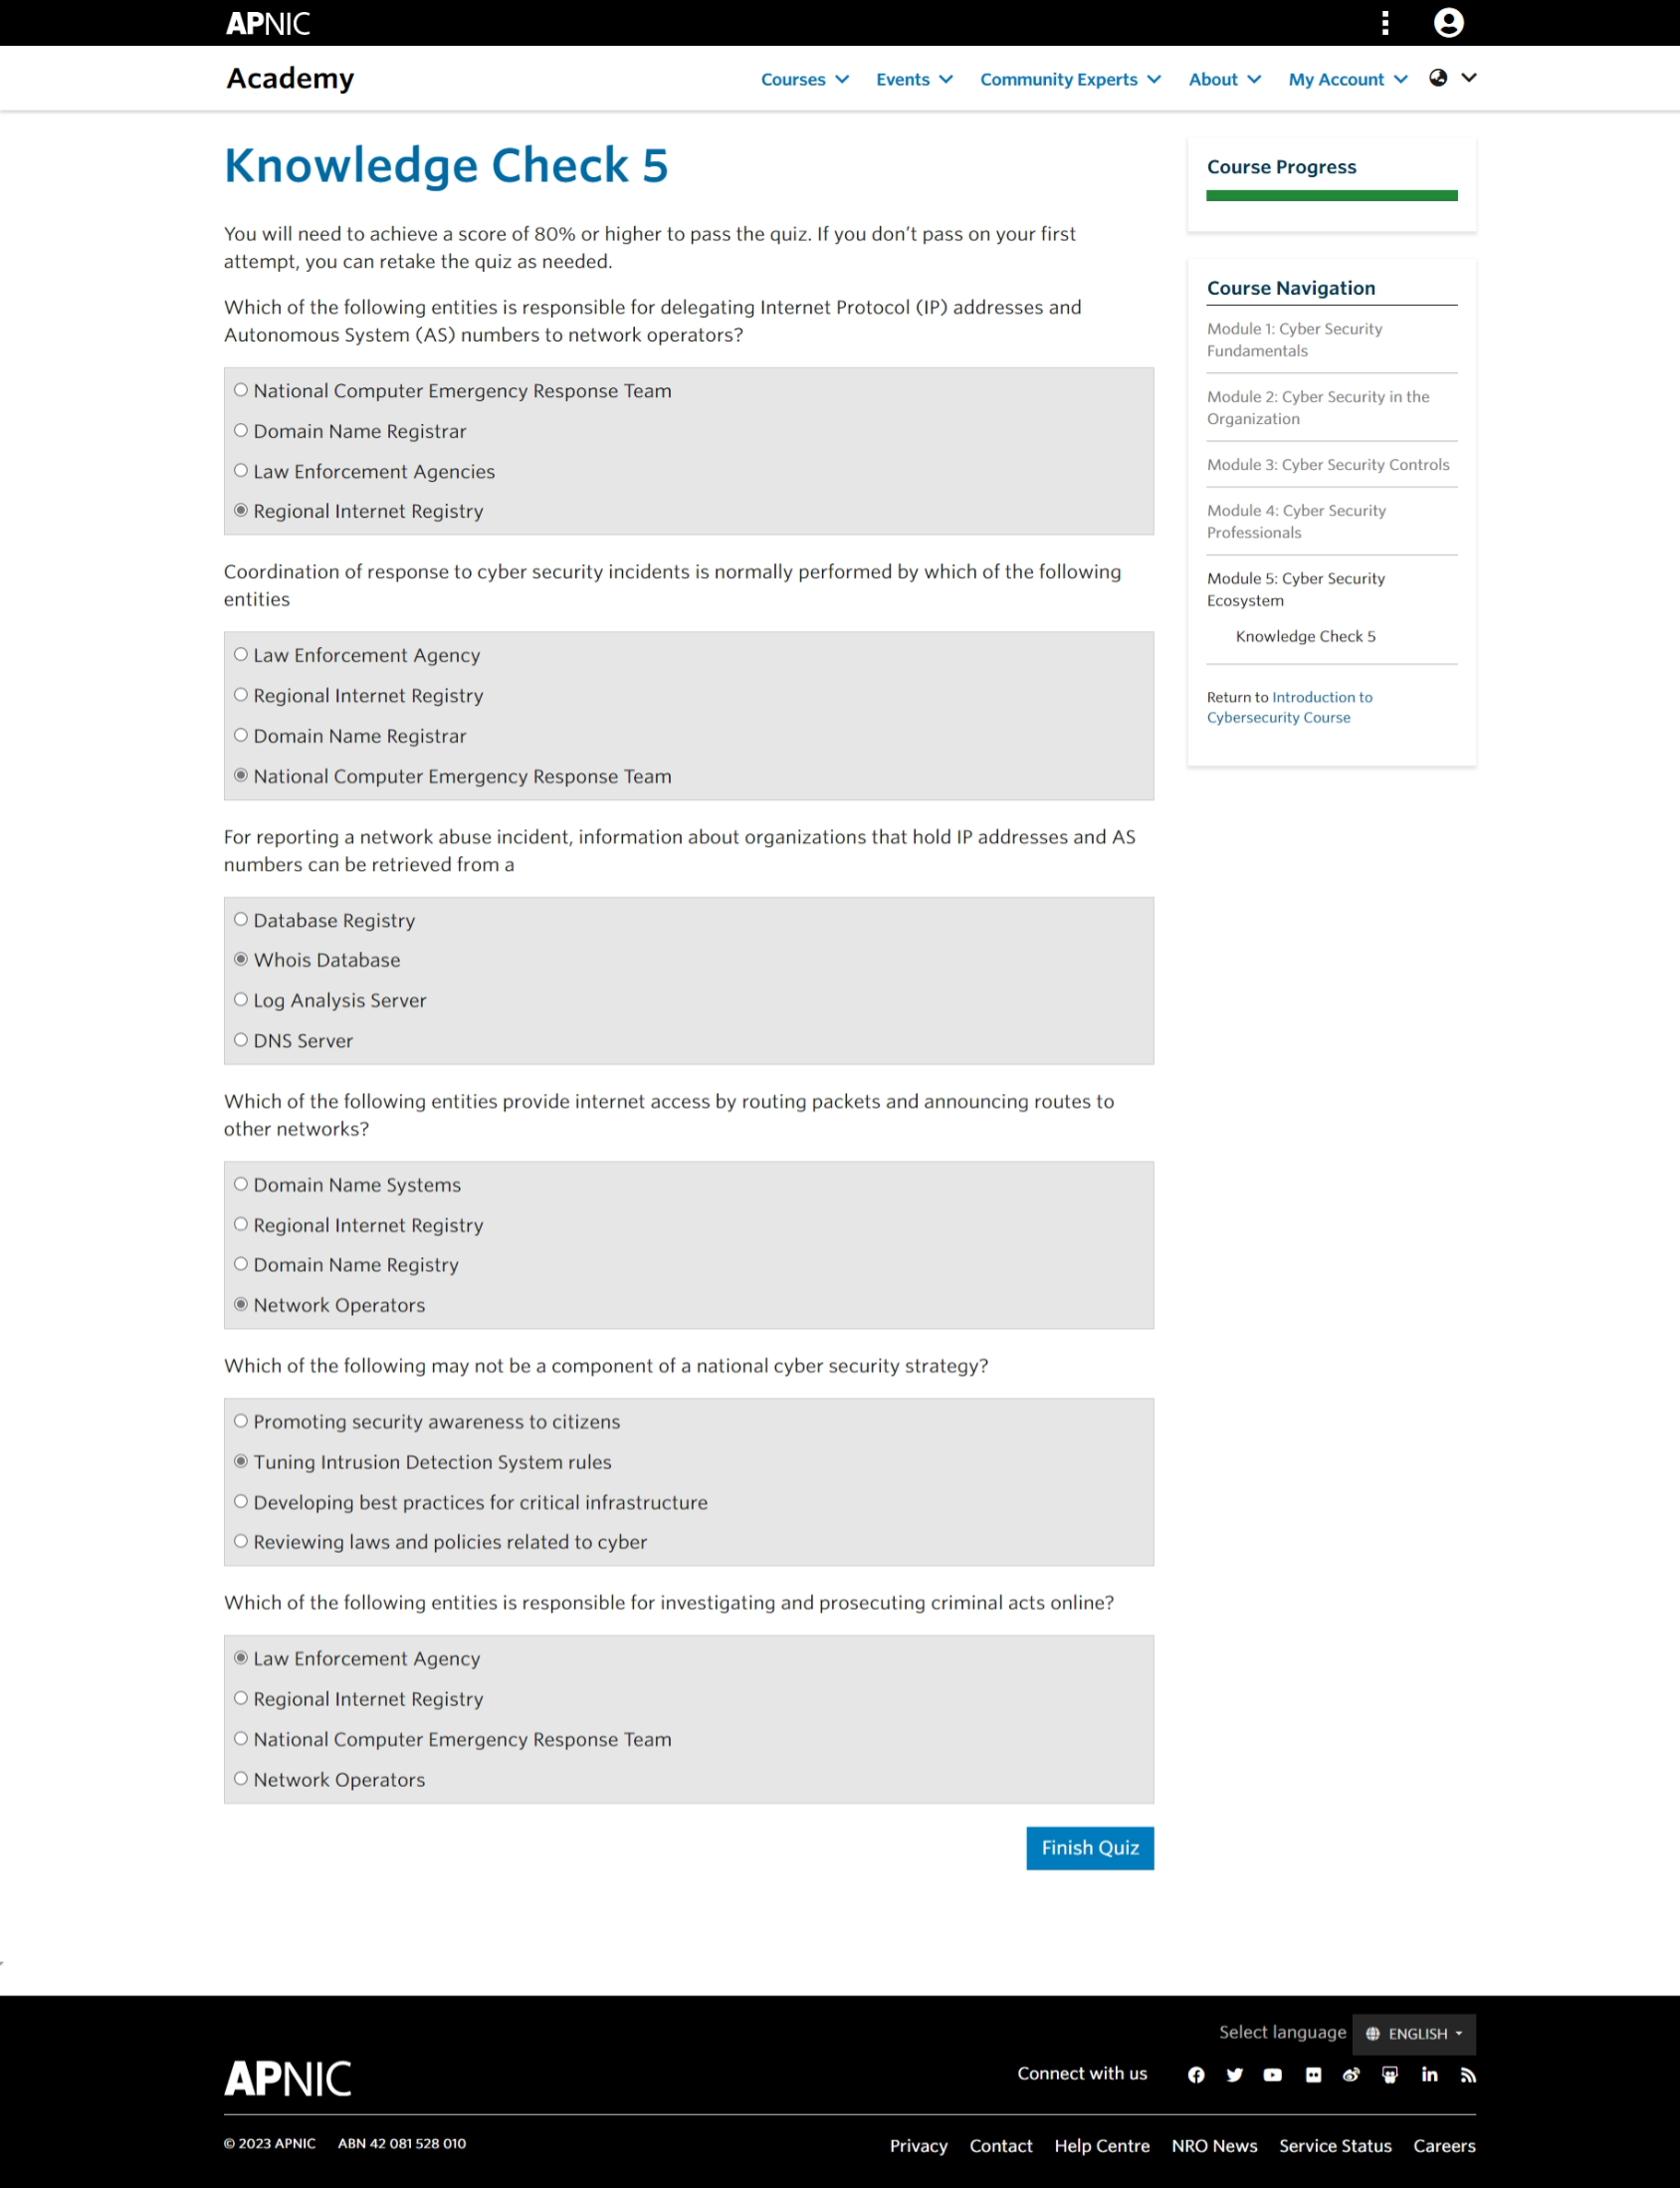 APNIC
Academy
Courses
Events
Community Experts
About
My Account
Knowledge Check 5
You will need to achieve a score of 80% or higher to pass the quiz. If you don't pass on your first
attempt, you can retake the quiz as needed.
Which of the following entities is responsible for delegating Internet Protocol (IP) addresses and
Autonomous System (AS) numbers to network operators?
National Computer Emergency Response Team
Domain Name Registrar
Law Enforcement Agencies
Regional Internet Registry
Coordination of response to cyber security incidents is normally performed by which of the following
entities
Law Enforcement Agency
Regional Internet Registry
Domain Name Registrar
National Computer Emergency Response Team
For reporting a network abuse incident, information about organizations that hold IP addresses and AS
numbers can be retrieved from a
Database Registry
Whois Database
Log Analysis Server
DNS Server
Which of the following entities provide internet access by routing packets and announcing routes to
other networks?
Domain Name Systems
Regional Internet Registry
Domain Name Registry
Network Operators
Which of the following may not be a component of a national cyber security strategy?
Promoting security awareness to citizens
Tuning Intrusion Detection System rules
Developing best practices for critical infrastructure
Reviewing laws and policies related to cyber
Which of the following entities is responsible for investigating and prosecuting criminal acts online?
Law Enforcement Agency
Regional Internet Registry
National Computer Emergency Response Team
Network Operators
Finish Quiz
Course Progress
Course Navigation
Module 1: Cyber Security
Fundamentals
Module 2: Cyber Security in the
Organization
Module 3: Cyber Security Controls
Module 4: Cyber Security
Professionals
Module 5: Cyber Security
Ecosystem
Knowledge Check 5
Return to Introduction to
Cybersecurity Course
Select language
ENGLISH
APNIC
Connect with us
© 2023 APNIC ABN 42 081 528 010
Privacy Contact Help Centre NRO News Service Status Careers